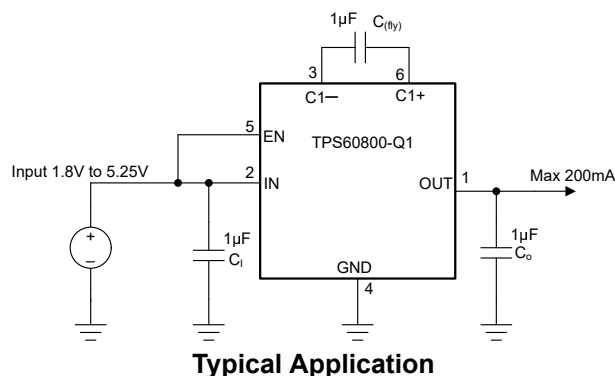 1µF C(fly)
3 6
C1— C1+
5 EN TPS60800-Q1
Input 1.8V to 5.25V 2 IN OUT 1 Max 200mA
+
–
1µF
CI
1µF
Co
GND
4
Typical Application